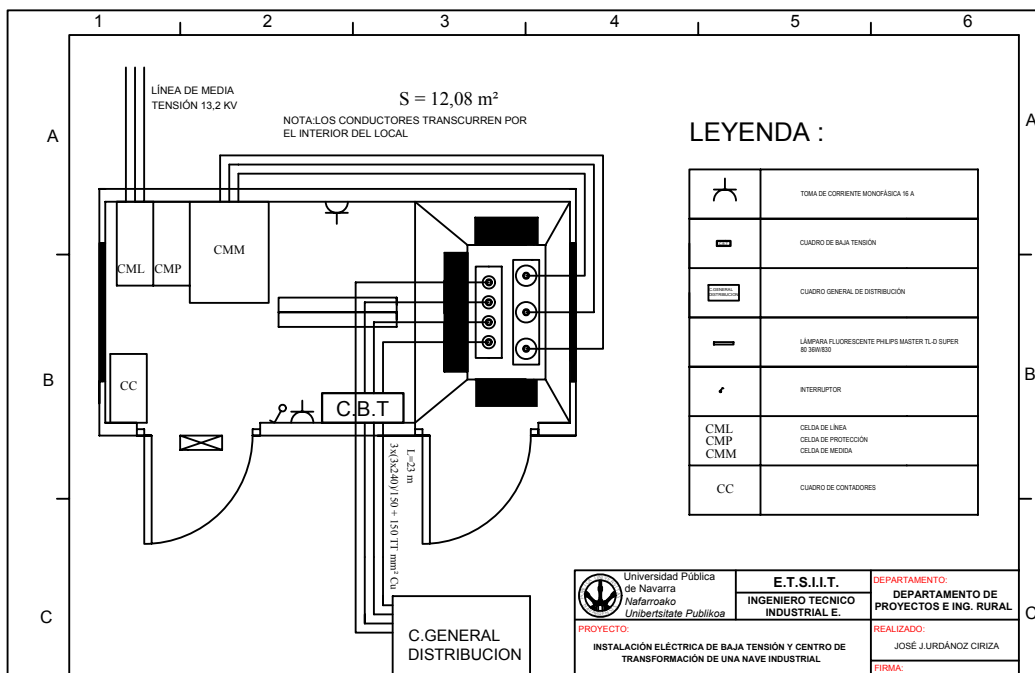 1 2 3 4 5 6
A
B
C
A
B
C
LÍNEA DE MEDIA
TENSIÓN 13,2 KV
S = 12,08 m²
NOTA:LOS CONDUCTORES TRANSCURREN POR
EL INTERIOR DEL LOCAL
CML
CMP
CMM
CC
C.B.T
L=23 m
3x(3x240)/150 + 150 TT mm² Cu
C.GENERAL
DISTRIBUCION
LEYENDA :
TOMA DE CORRIENTE MONOFÁSICA 16 A
CUADRO DE BAJA TENSIÓN
C.GENERAL
DISTRIBUCION
CUADRO GENERAL DE DISTRIBUCIÓN
LÁMPARA FLUORESCENTE PHILIPS MASTER TL-D SUPER
80 36W/830
INTERRUPTOR
CML CELDA DE LÍNEA
CMP CELDA DE PROTECCIÓN
CMM CELDA DE MEDIDA
CC CUADRO DE CONTADORES
Universidad Pública
de Navarra
Nafarroako
Unibertsitate Publikoa
E.T.S.I.I.T.
INGENIERO TECNICO
INDUSTRIAL E.
DEPARTAMENTO:
DEPARTAMENTO DE
PROYECTOS E ING. RURAL
PROYECTO:
INSTALACIÓN ELÉCTRICA DE BAJA TENSIÓN Y CENTRO DE
TRANSFORMACIÓN DE UNA NAVE INDUSTRIAL
REALIZADO:
JOSÉ J.URDÁNOZ CIRIZA
FIRMA: